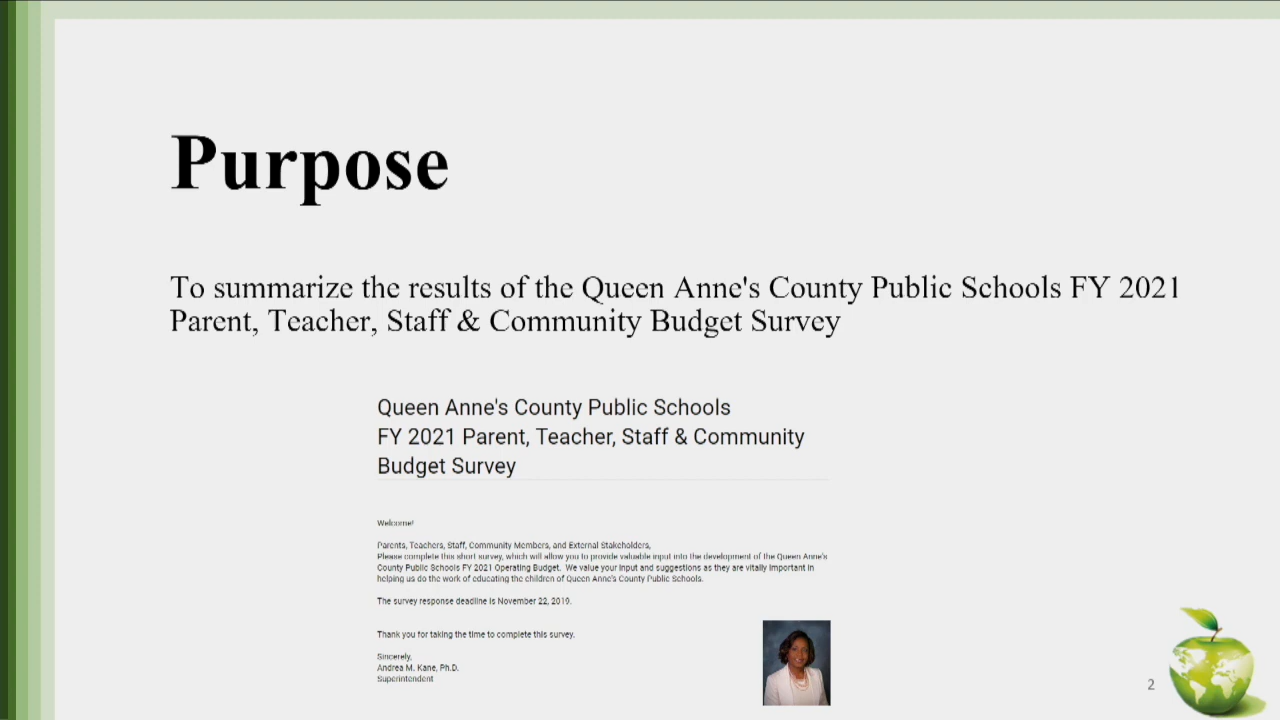 Purpose
To summarize the results of the Queen Anne's County Public Schools FY 2021
Parent, Teacher, Staff & Community Budget Survey
Queen Anne's County Public Schools
FY 2021 Parent, Teacher, Staff & Community
Budget Survey
Welcome!
Parents, Teachers, Staff, Community Members, and External Stakeholders,
Please complete this short survey, which will allow you to provide valuable input into the development of the Queen Anne's
County Public Schools FY 2021 Operating Budget. We value your input and suggestions as they are vitally important in
helping us do the work of educating the children of Queen Anne's County Public Schools.
The survey response deadline is November 22, 2019.
Thank you for taking the time to complete this survey.
Sincerely,
Andrea M. Kane, Ph.D.
Superintendent
2